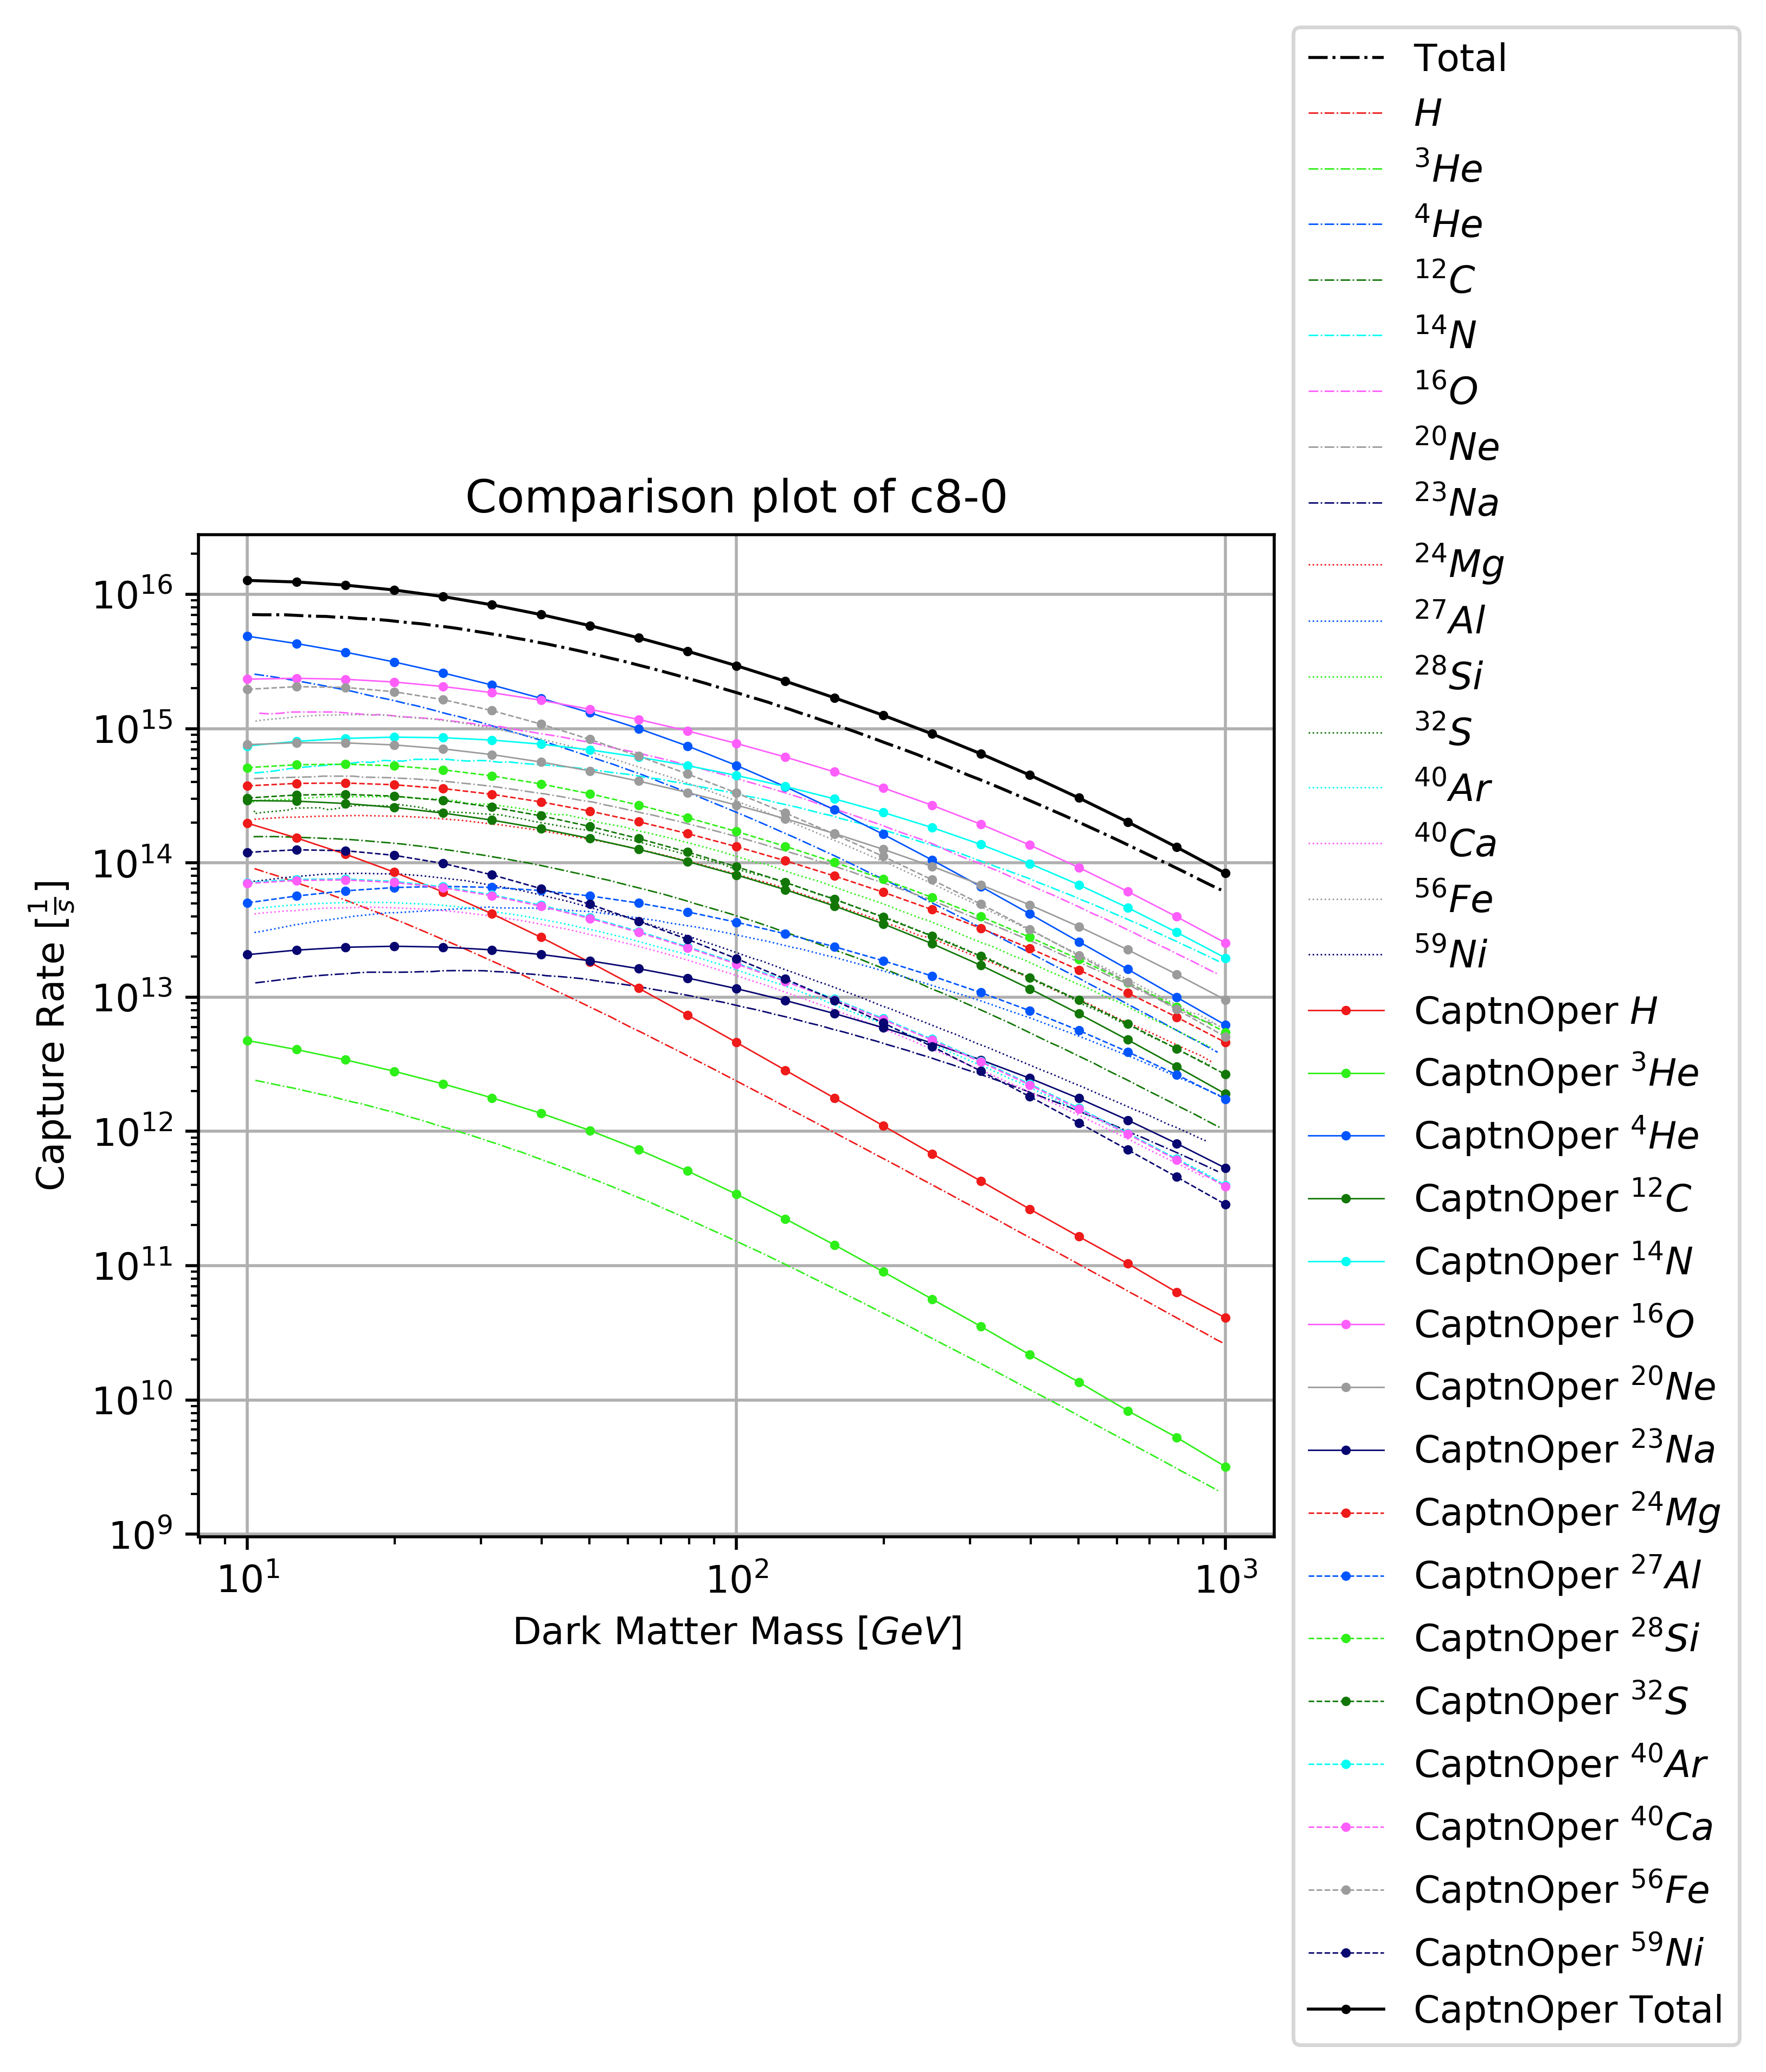 Comparison plot of c8-0
Capture Rate [1/s]
10^16
10^15
10^14
10^13
10^12
10^11
10^10
10^9
10^1 10^2 10^3
Dark Matter Mass [GeV]
Total
H
^3He
^4He
^12C
^14N
^16O
^20Ne
^23Na
^24Mg
^27Al
^28Si
^32S
^40Ar
^40Ca
^56Fe
^59Ni
CaptnOper H
CaptnOper ^3He
CaptnOper ^4He
CaptnOper ^12C
CaptnOper ^14N
CaptnOper ^16O
CaptnOper ^20Ne
CaptnOper ^23Na
CaptnOper ^24Mg
CaptnOper ^27Al
CaptnOper ^28Si
CaptnOper ^32S
CaptnOper ^40Ar
CaptnOper ^40Ca
CaptnOper ^56Fe
CaptnOper ^59Ni
CaptnOper Total